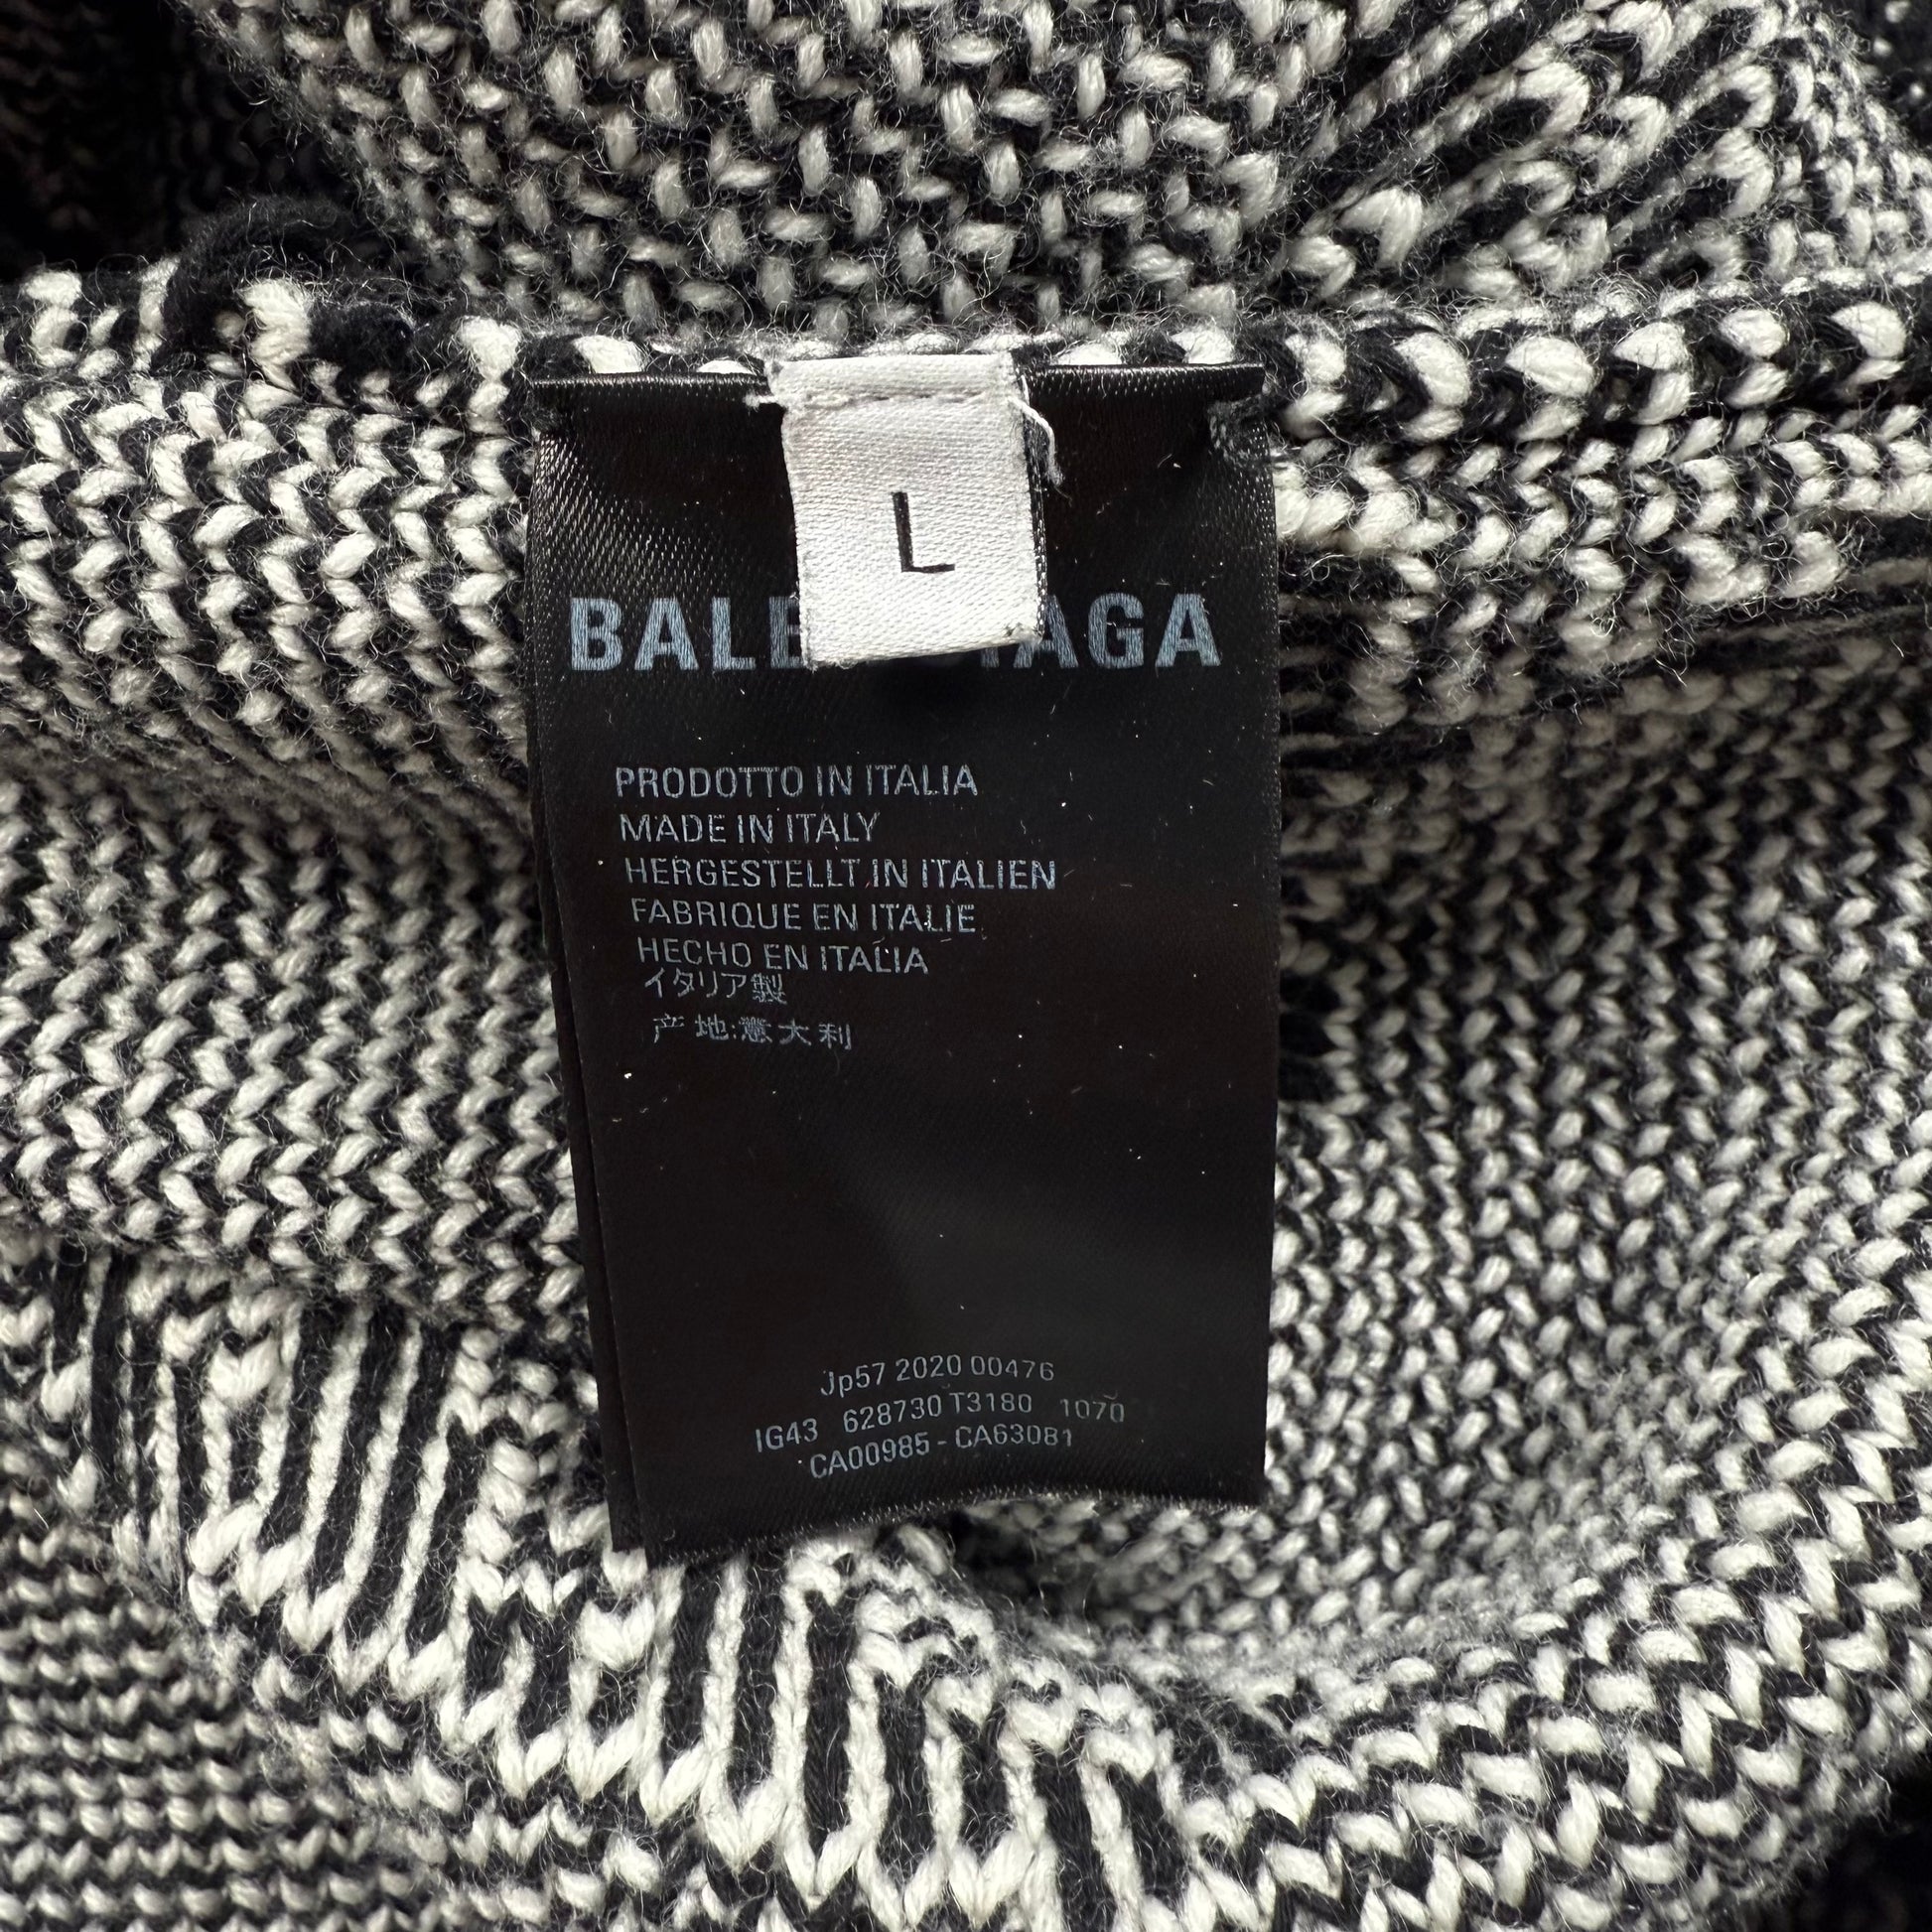 L
BALE AGA
PRODOTTO IN ITALIA
MADE IN ITALY
HERGESTELLT IN ITALIEN
FABRIQUE EN ITALIE
HECHO EN ITALIA
イタリア製
产地:意大利
Jp57 2020 00476
IG43 628730 T3180 1070
CA00985 - CA63081